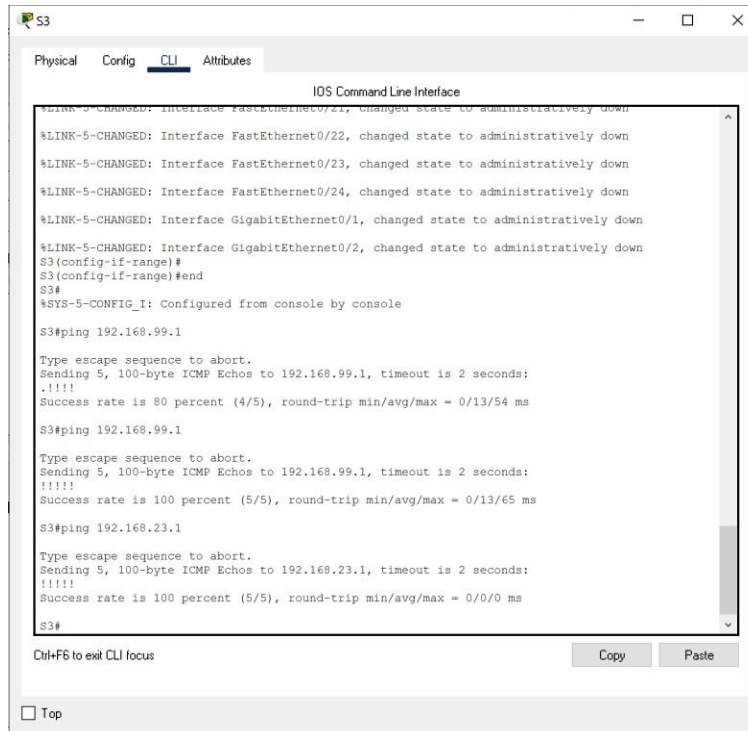 S3
Physical Config CLI Attributes
IOS Command Line Interface
%LINK-5-CHANGED: Interface FastEthernet0/21, changed state to administratively down
%LINK-5-CHANGED: Interface FastEthernet0/22, changed state to administratively down
%LINK-5-CHANGED: Interface FastEthernet0/23, changed state to administratively down
%LINK-5-CHANGED: Interface FastEthernet0/24, changed state to administratively down
%LINK-5-CHANGED: Interface GigabitEthernet0/1, changed state to administratively down
%LINK-5-CHANGED: Interface GigabitEthernet0/2, changed state to administratively down
S3(config-if-range)#
S3(config-if-range)#end
S3#
%SYS-5-CONFIG_I: Configured from console by console
S3#ping 192.168.99.1
Type escape sequence to abort.
Sending 5, 100-byte ICMP Echos to 192.168.99.1, timeout is 2 seconds:
.!!!!
Success rate is 80 percent (4/5), round-trip min/avg/max = 0/13/54 ms
S3#ping 192.168.99.1
Type escape sequence to abort.
Sending 5, 100-byte ICMP Echos to 192.168.99.1, timeout is 2 seconds:
!!!!!
Success rate is 100 percent (5/5), round-trip min/avg/max = 0/13/65 ms
S3#ping 192.168.23.1
Type escape sequence to abort.
Sending 5, 100-byte ICMP Echos to 192.168.23.1, timeout is 2 seconds:
!!!!!
Success rate is 100 percent (5/5), round-trip min/avg/max = 0/0/0 ms
S3#
Ctrl+F6 to exit CLI focus
Copy Paste
Top